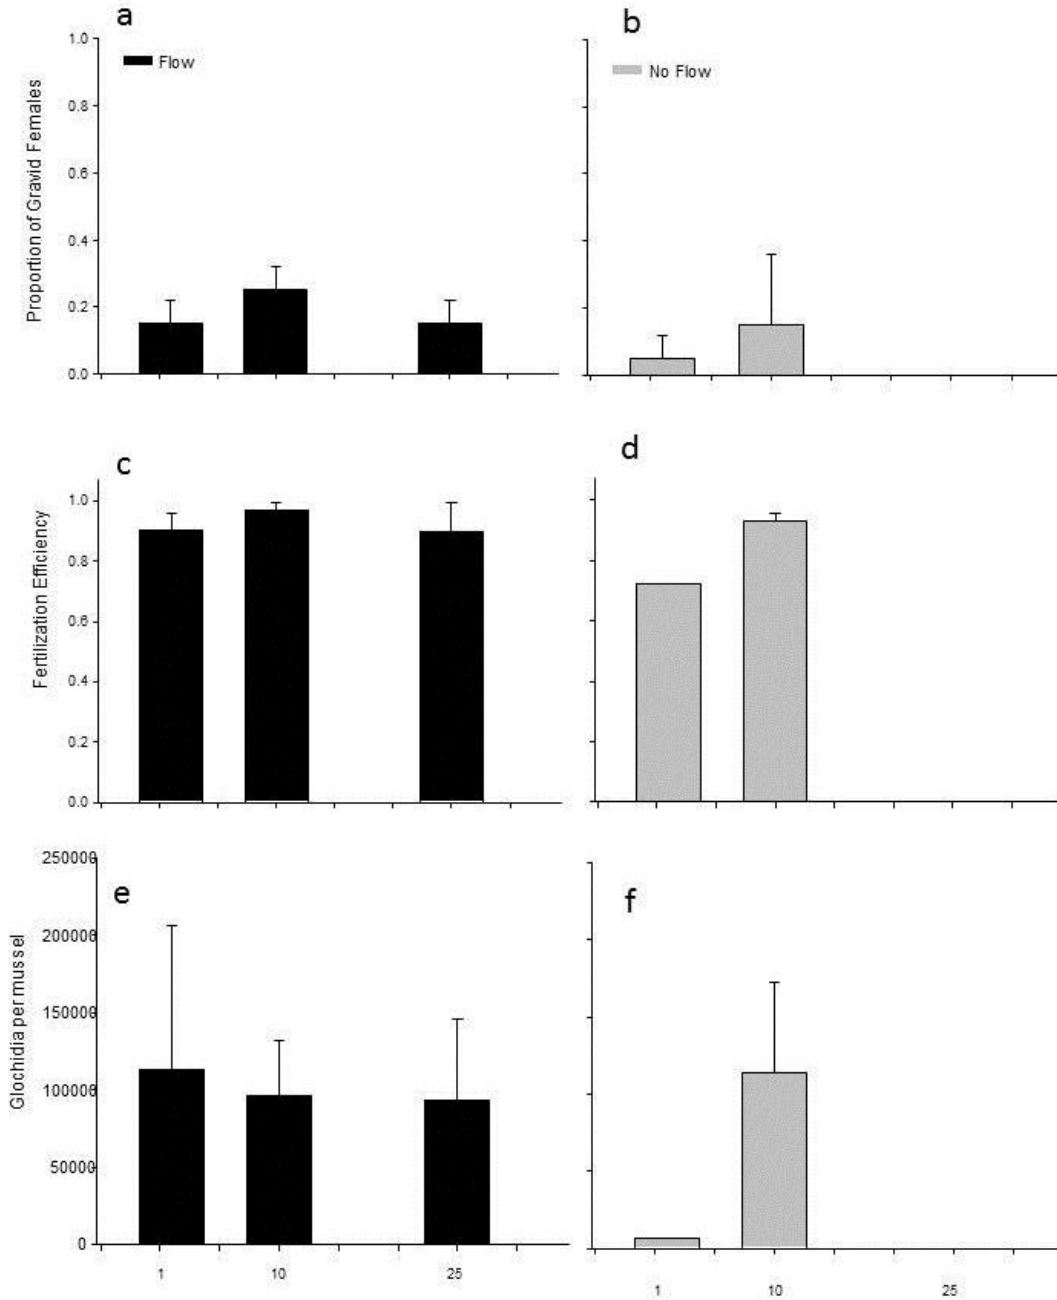 a
b
1.0
Flow
No Flow
0.8
0.6
0.4
0.2
0.0
Proportion of Gravid Females
c
d
1.0
0.8
0.6
0.4
0.2
0.0
Fertilization Efficiency
250000
e
f
200000
150000
100000
50000
0
Glochidia per mussel
1 10 25
1 10 25